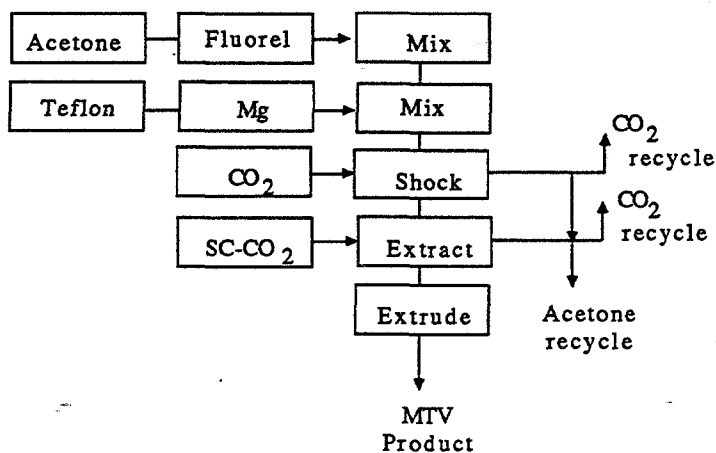 Acetone Fluorel Mix
Teflon Mg Mix
CO2 Shock CO2
recycle
SC-CO2 Extract CO2
recycle
Extrude Acetone
recycle
MTV
Product